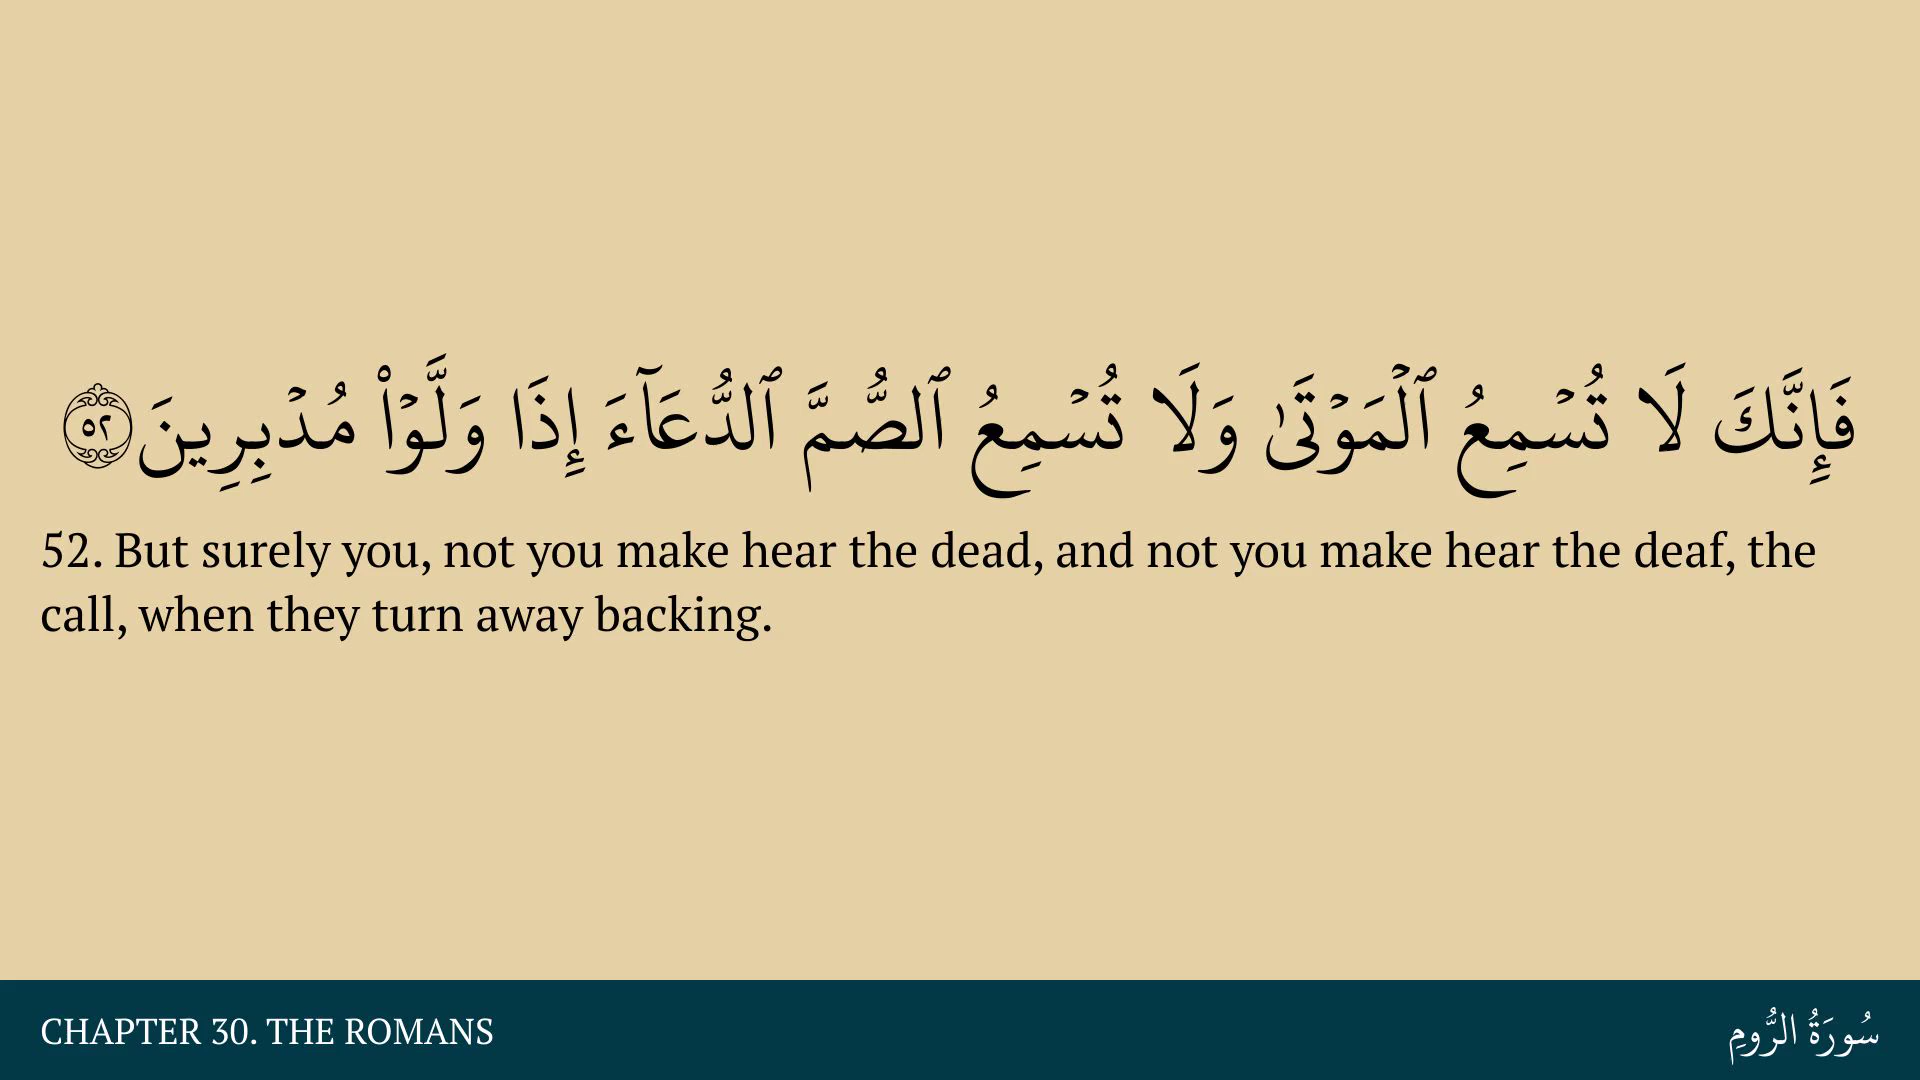 فَإِنَّكَ لَا تُسۡمِعُ ٱلۡمَوۡتَىٰ وَلَا تُسۡمِعُ ٱلصُّمَّ ٱلدُّعَآءَ إِذَا وَلَّوۡاْ مُدۡبِرِينَ ٥٢
52. But surely you, not you make hear the dead, and not you make hear the deaf, the
call, when they turn away backing.
CHAPTER 30. THE ROMANS
سُورَةُ الرُّومِ